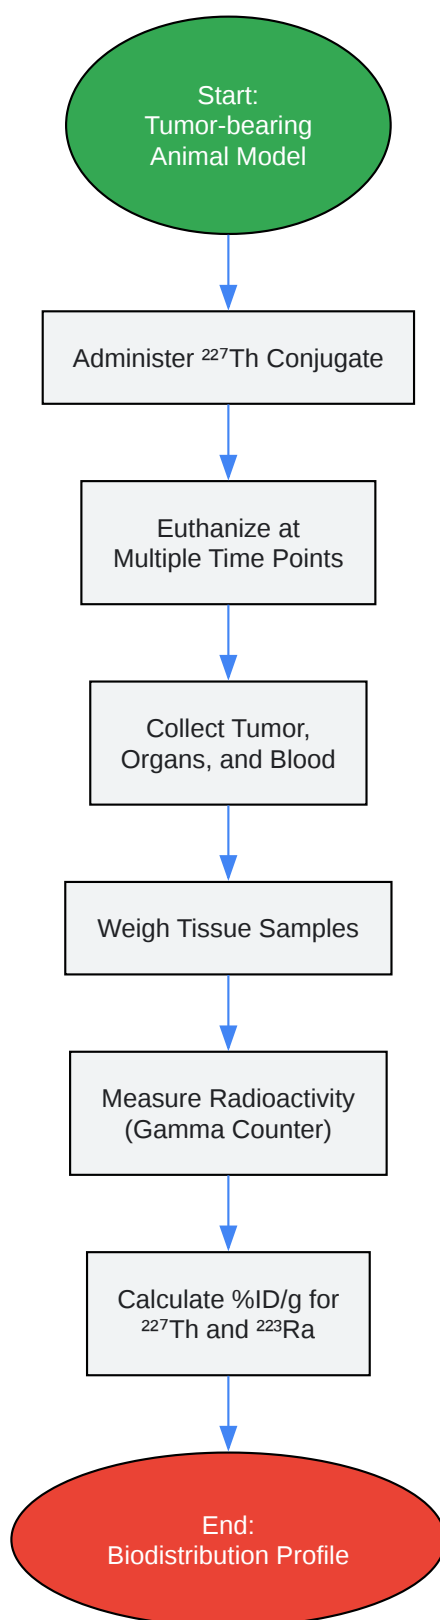 Start:
Tumor-bearing
Animal Model
Administer ²²⁷Th Conjugate
Euthanize at
Multiple Time Points
Collect Tumor,
Organs, and Blood
Weigh Tissue Samples
Measure Radioactivity
(Gamma Counter)
Calculate %ID/g for
²²⁷Th and ²²³Ra
End:
Biodistribution Profile